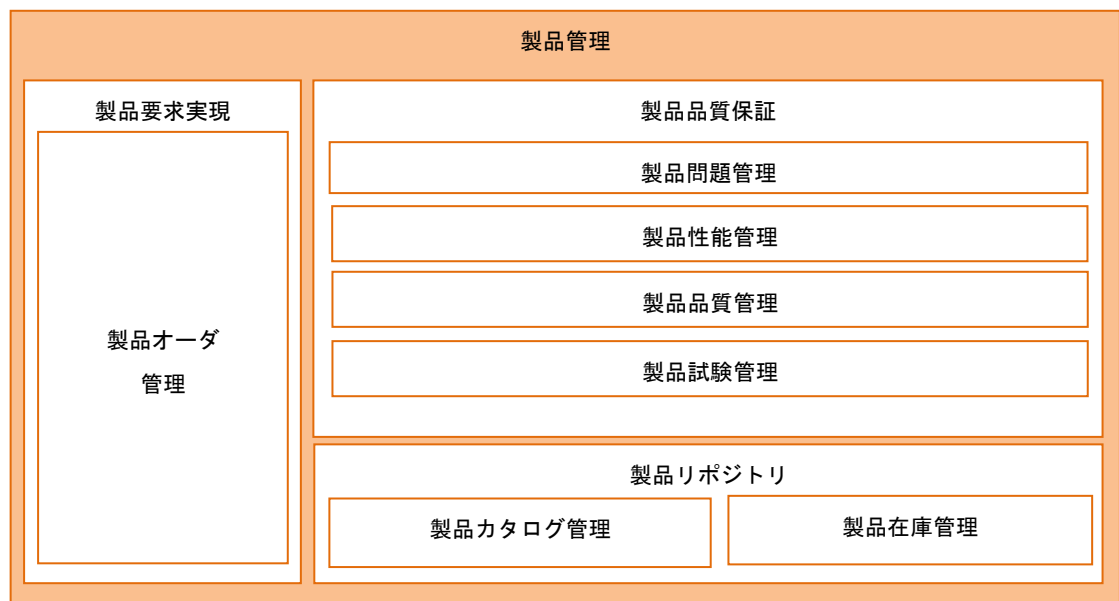 製品管理
製品要求実現
製品オーダ
管理
製品品質保証
製品問題管理
製品性能管理
製品品質管理
製品試験管理
製品リポジトリ
製品カタログ管理
製品在庫管理